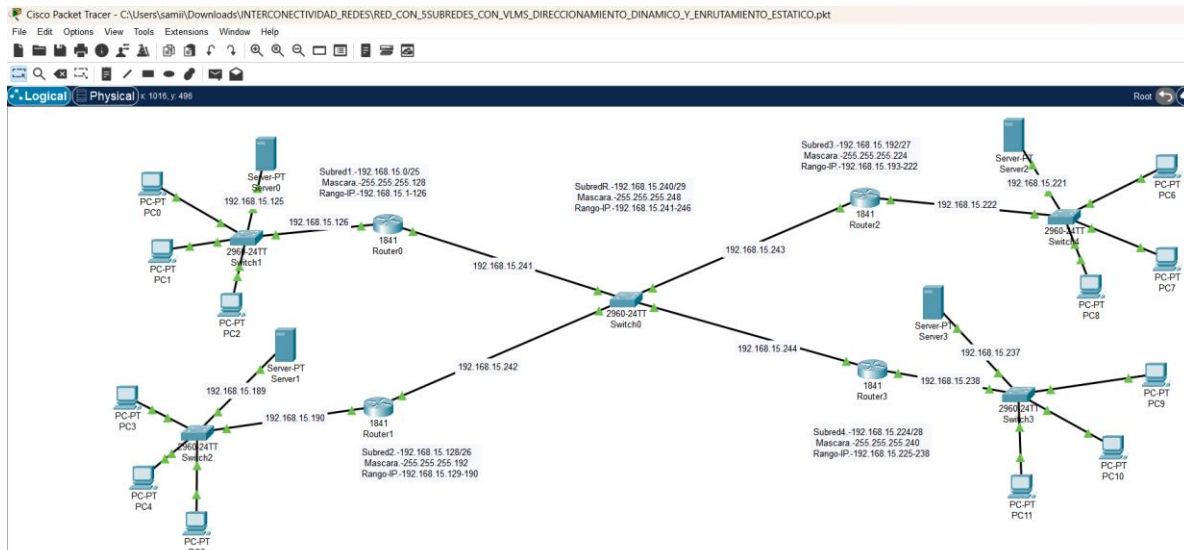 Cisco Packet Tracer - C:\Users\samii\Downloads\INTERCONECTIVIDAD_REDES\RED_CON_5SUBREDES_CON_VLMS_DIRECCIONAMIENTO_DINAMICO_Y_ENRUTAMIENTO_ESTATICO.pkt
File Edit Options View Tools Extensions Window Help
Logical Physical x: 1016, y: 496 Root
Server-PT
Server0
PC-PT
PC0
192.168.15.125
Subred1.-192.168.15.0/25
Mascara.-255.255.255.128
Rango-IP.-192.168.15.1-126
192.168.15.126
1841
Router0
2960-24TT
Switch1
PC-PT
PC1
PC-PT
PC2
192.168.15.241
SubredR.-192.168.15.240/29
Mascara.-255.255.255.248
Rango-IP.-192.168.15.241-246
2960-24TT
Switch0
Subred3.-192.168.15.192/27
Mascara.-255.255.255.224
Rango-IP.-192.168.15.193-222
1841
Router2
192.168.15.243
192.168.15.222
Server-PT
Server2
192.168.15.221
2960-24TT
Switch4
PC-PT
PC6
PC-PT
PC7
PC-PT
PC8
Server-PT
Server1
192.168.15.189
PC-PT
PC3
192.168.15.190
2960-24TT
Switch2
PC-PT
PC4
PC-PT
192.168.15.242
1841
Router1
Subred2.-192.168.15.128/26
Mascara.-255.255.255.192
Rango-IP.-192.168.15.129-190
192.168.15.244
1841
Router3
192.168.15.238
Server-PT
Server3
192.168.15.237
2960-24TT
Switch3
PC-PT
PC9
PC-PT
PC10
PC-PT
PC11
Subred4.-192.168.15.224/28
Mascara.-255.255.255.240
Rango-IP.-192.168.15.225-238